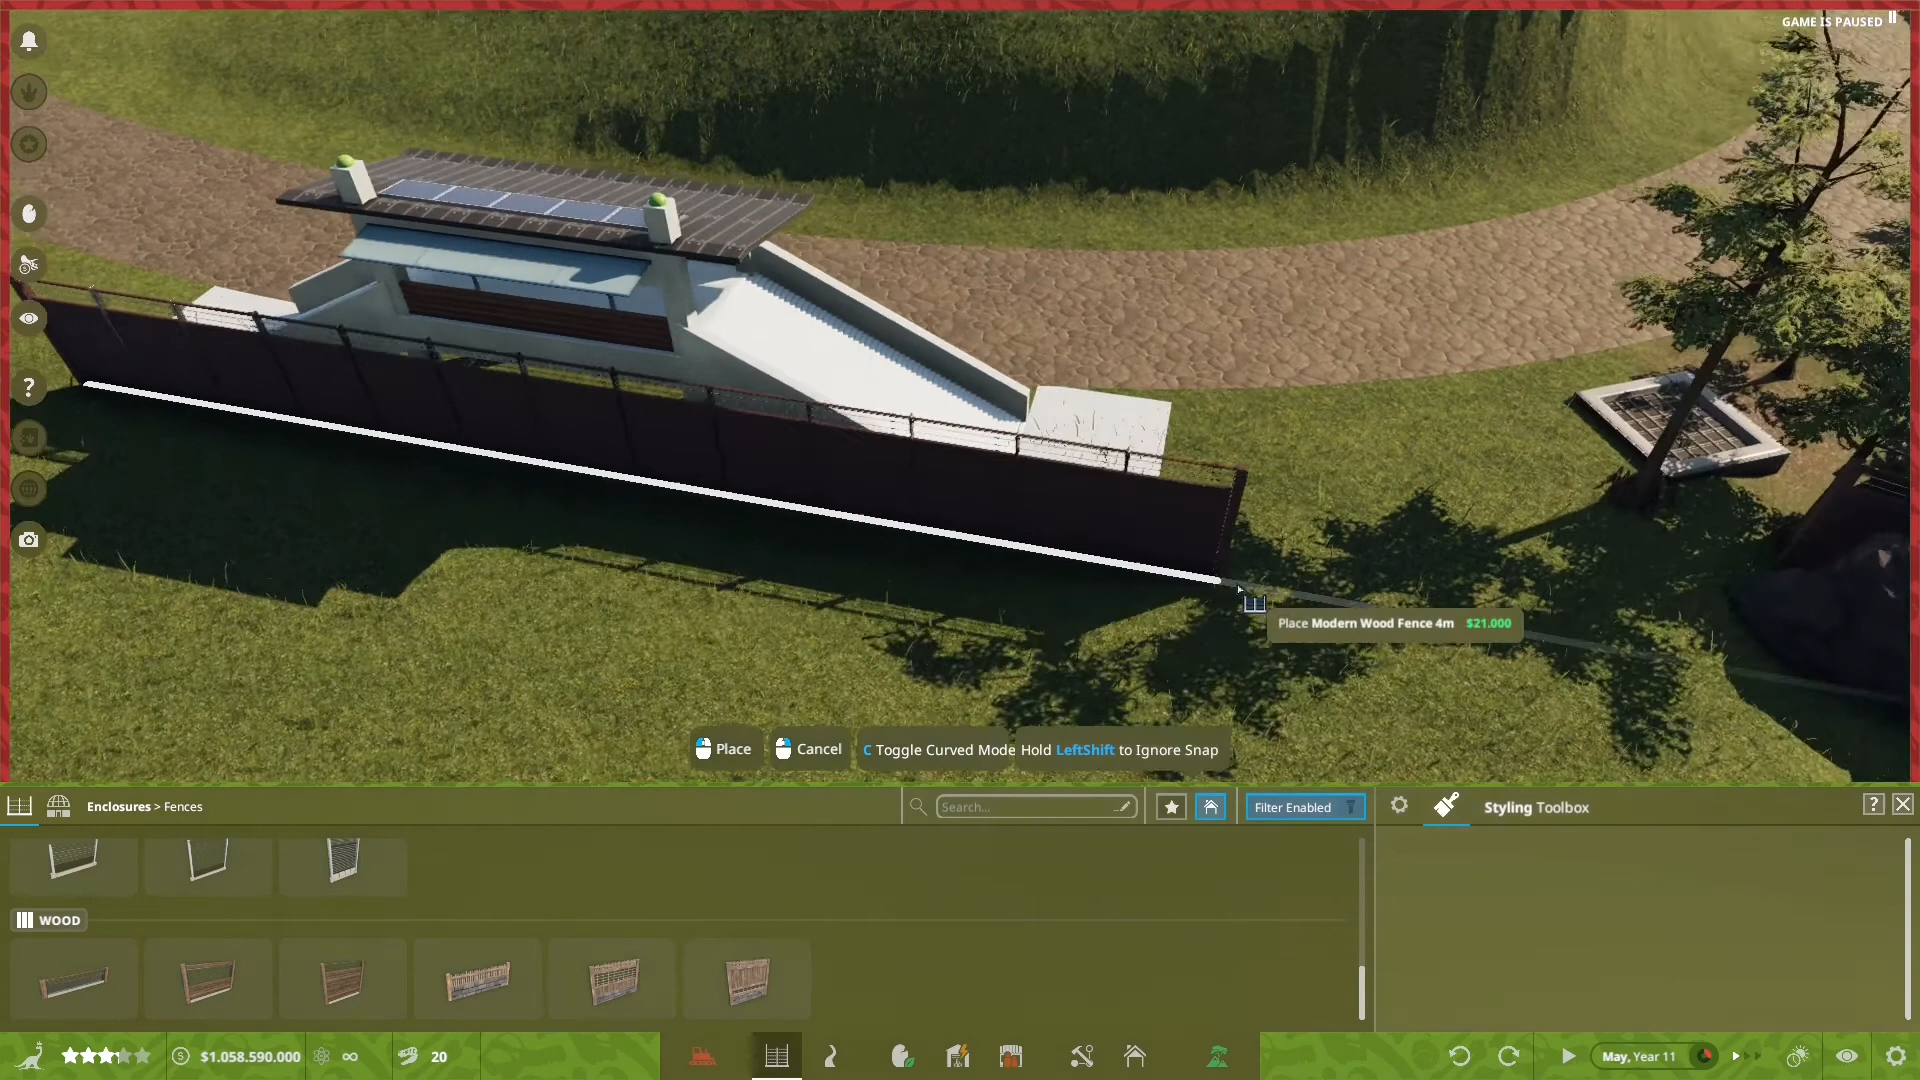 GAME IS PAUSED
Place Modern Wood Fence 4m $21.000
Place
Cancel
C Toggle Curved Mode
Hold LeftShift to Ignore Snap
Enclosures > Fences
Search...
Filter Enabled
Styling Toolbox
?
WOOD
$1.058.590.000
∞
20
May, Year 11